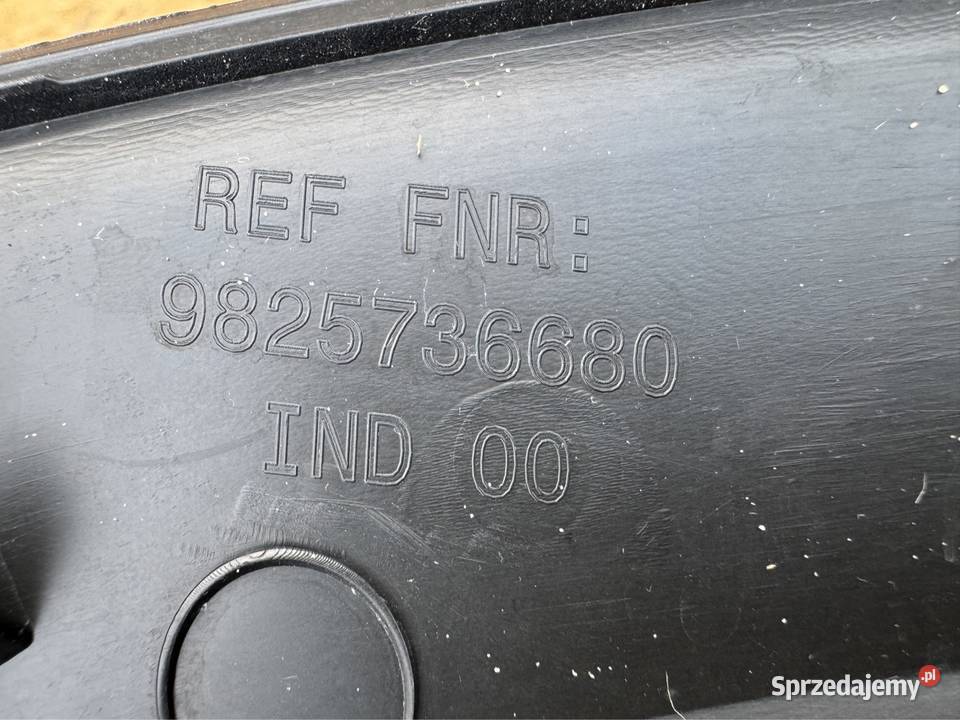 REF FNR:
9825736680
IND 00
Sprzedajemy.pl